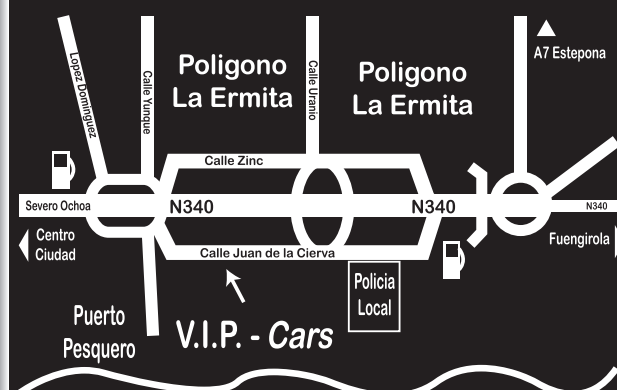 A7 Estepona
Lopez Dominguez
Calle Yunque
Poligono
La Ermita
Calle Uranio
Poligono
La Ermita
Calle Zinc
Severo Ochoa
N340
N340
N340
Centro
Ciudad
Fuengirola
Calle Juan de la Cierva
Policia
Local
Puerto
Pesquero
V.I.P. - Cars